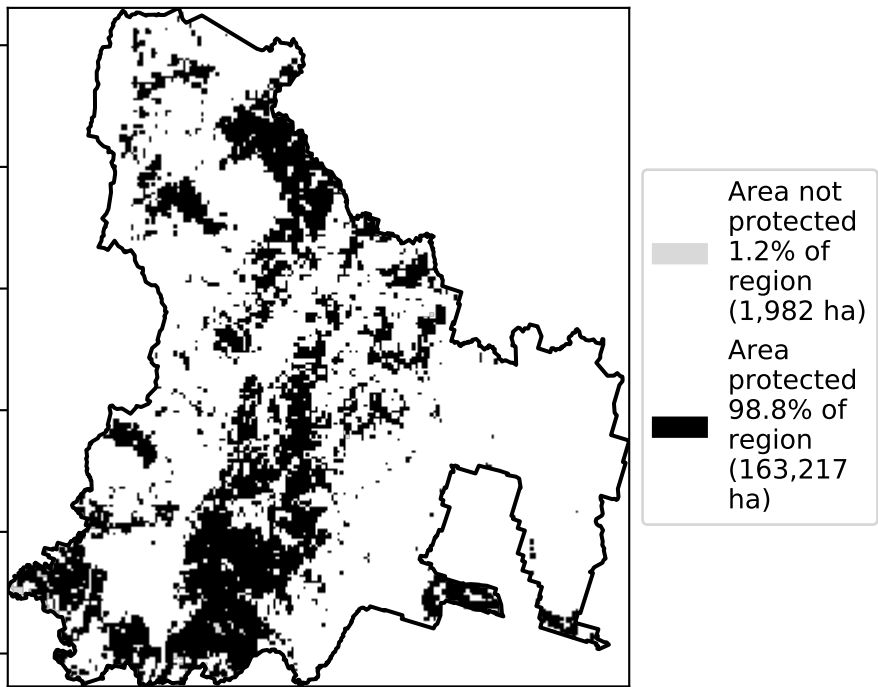 Area not
protected
1.2% of
region
(1,982 ha)
Area
protected
98.8% of
region
(163,217
ha)